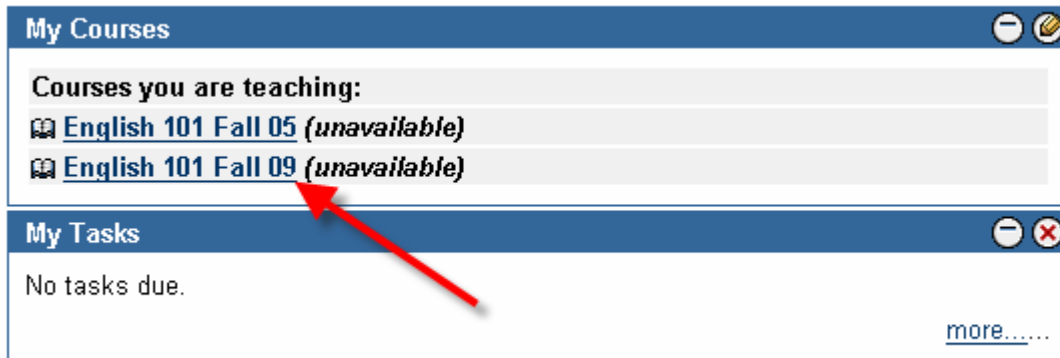 My Courses
Courses you are teaching:
English 101 Fall 05 (unavailable)
English 101 Fall 09 (unavailable)
My Tasks
No tasks due.
more......